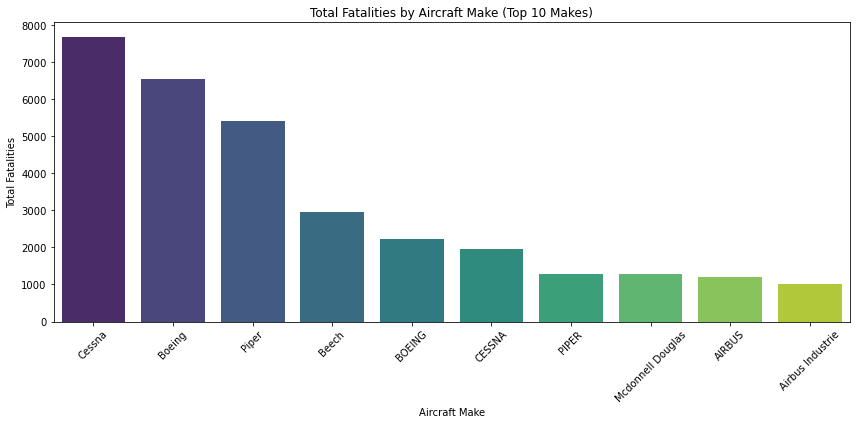 Total Fatalities by Aircraft Make (Top 10 Makes)
Total Fatalities
8000
7000
6000
5000
4000
3000
2000
1000
0
Cessna
Boeing
Piper
Beech
BOEING
CESSNA
PIPER
Mcdonnell Douglas
AIRBUS
Airbus Industrie
Aircraft Make